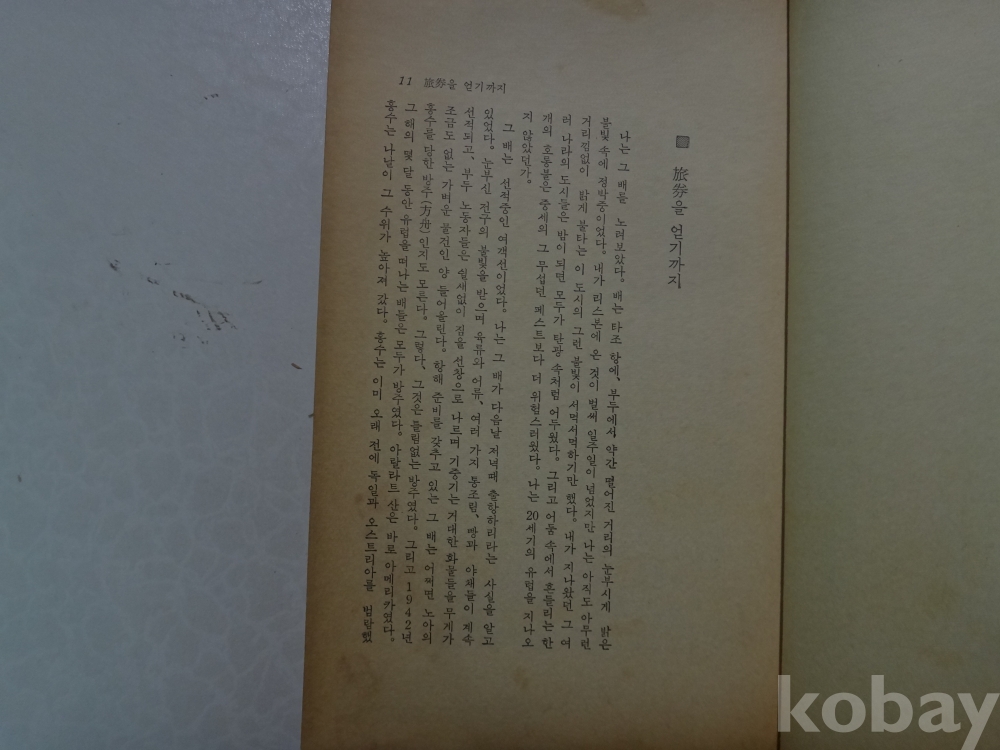 旅券을 얻기까지
나는 그 배를 노려보았다. 배는 타조 항에, 부두에서 약간 떨어진 거리의 눈부시게 밝은
불빛 속에 정박중이었다. 내가 리스본에 온 것이 벌써 일주일이 넘었지만 나는 아직도 아무런
거리낌없이 밝게 불타는 이 도시의 그런 불빛이 서먹서먹하기만 했다. 내가 지나왔던 그 여
러 나라의 도시들은 밤이 되면 모두가 탄광 속처럼 어두웠다. 그리고 어둠 속에서 흔들리는 한
개의 호롱불은 중세의 그 무섭던 페스트보다 더 위험스러웠다. 나는 20세기의 유럽을 지나오
지 않았던가.
그 배는 선적중인 여객선이었다. 나는 그 배가 다음날 저녁때 출항하리라는 사실을 알고
있었다. 눈부신 전구의 불빛을 받으며 육류와 어류, 여러 가지 통조림, 빵과 야채들이 계속
선적되고, 부두 노동자들은 쉴새없이 짐을 선창으로 나르며 기중기는 거대한 화물들을 무게가
조금도 없는 가벼운 물건인 양 들어올린다. 항해 준비를 갖추고 있는 그 배는 어쩌면 노아의
홍수를 당한 방주(方舟)인지도 모른다. 그렇다, 그것은 틀림없는 방주였다. 그리고 1942년
그 해의 몇 달 동안 유럽을 떠나는 배들은 모두가 방주였다. 아랄라트 산은 바로 아메리카였다.
홍수는 나날이 그 수위가 높아져 갔다. 홍수는 이미 오래 전에 독일과 오스트리아를 범람했
11 旅券을 얻기까지
kobay